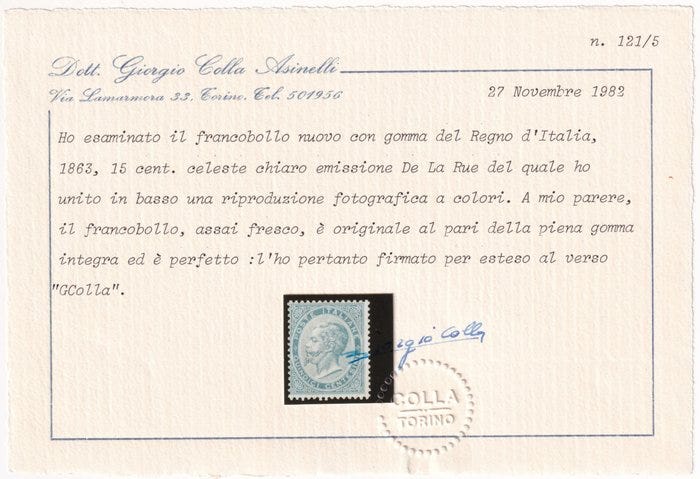 n. 121/5
Dott. Giorgio Colla Asinelli
Via Lamarmora 33, Torino. Tel. 501956
27 Novembre 1982
Ho esaminato il francobollo nuovo con gomma del Regno d'Italia,
1863, 15 cent. celeste chiaro emissione De La Rue del quale ho
unito in basso una riproduzione fotografica a colori. A mio parere,
il francobollo, assai fresco, è originale al pari della piena gomma
integra ed è perfetto :l'ho pertanto firmato per esteso al verso
"GColla".
POSTE ITALIANE
QUINDICI CENTESIMI
Giorgio Colla
COLLA
TORINO